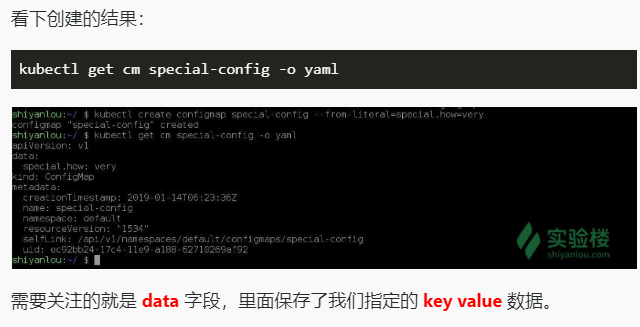 看下创建的结果：
kubectl get cm special-config -o yaml
shiyanlou:~/ $ kubectl create configmap special-config --from-literal=special.how=very
configmap "special-config" created
shiyanlou:~/ $ kubectl get cm special-config -o yaml
apiVersion: v1
data:
  special.how: very
kind: ConfigMap
metadata:
  creationTimestamp: 2019-01-14T06:23:36Z
  name: special-config
  namespace: default
  resourceVersion: "1534"
  selfLink: /api/v1/namespaces/default/configmaps/special-config
  uid: ec92bb24-17c4-11e9-a188-62710269af92
shiyanlou:~/ $
实验楼
shiyanlou.com
需要关注的就是 data 字段，里面保存了我们指定的 key value 数据。